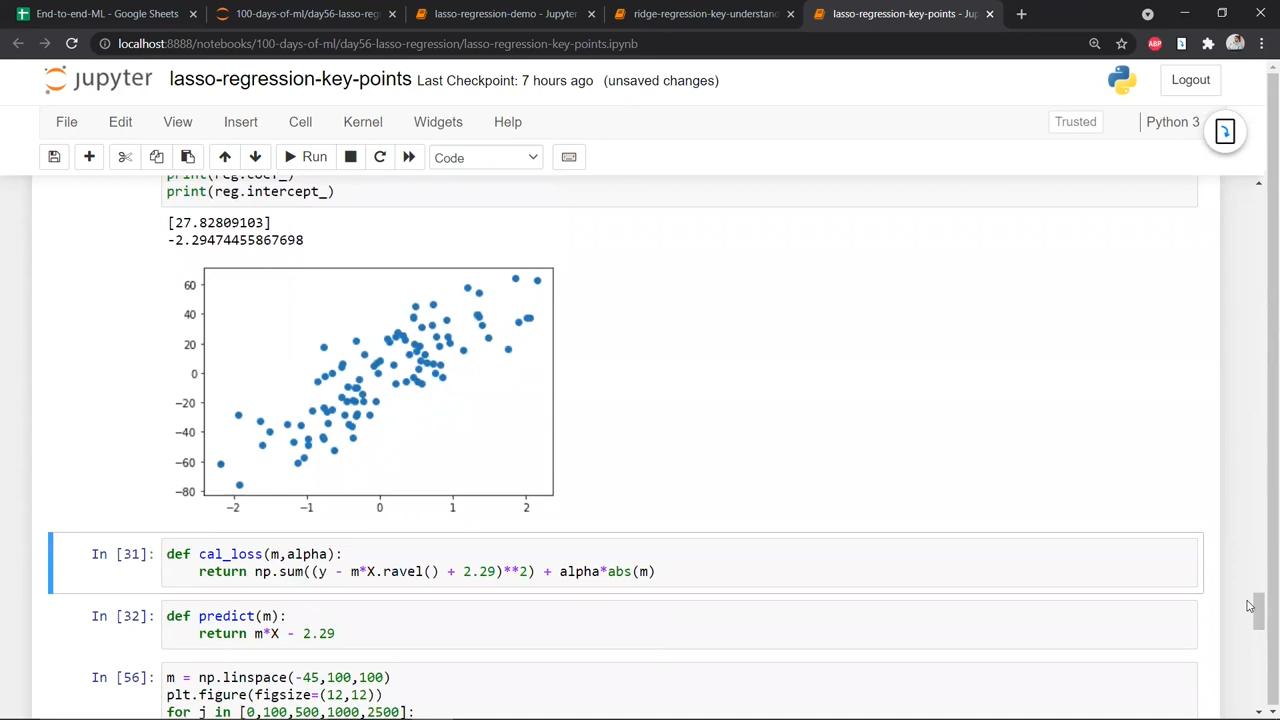 End-to-end-ML - Google Sheets
100-days-of-ml/day56-lasso-regr
lasso-regression-demo - Jupyter
ridge-regression-key-understan
lasso-regression-key-points - Jup
localhost:8888/notebooks/100-days-of-ml/day56-lasso-regression/lasso-regression-key-points.ipynb
ABP
jupyter lasso-regression-key-points Last Checkpoint: 7 hours ago (unsaved changes)
Logout
File Edit View Insert Cell Kernel Widgets Help
Trusted
Python 3
Run
Code
print(reg.coef_)
print(reg.intercept_)
[27.82809103]
-2.29474455867698
60
40
20
0
−20
−40
−60
−80
−2 −1 0 1 2
In [31]: def cal_loss(m,alpha):
return np.sum((y - m*X.ravel() + 2.29)**2) + alpha*abs(m)
In [32]: def predict(m):
return m*X - 2.29
In [56]: m = np.linspace(-45,100,100)
plt.figure(figsize=(12,12))
for j in [0,100,500,1000,2500]: